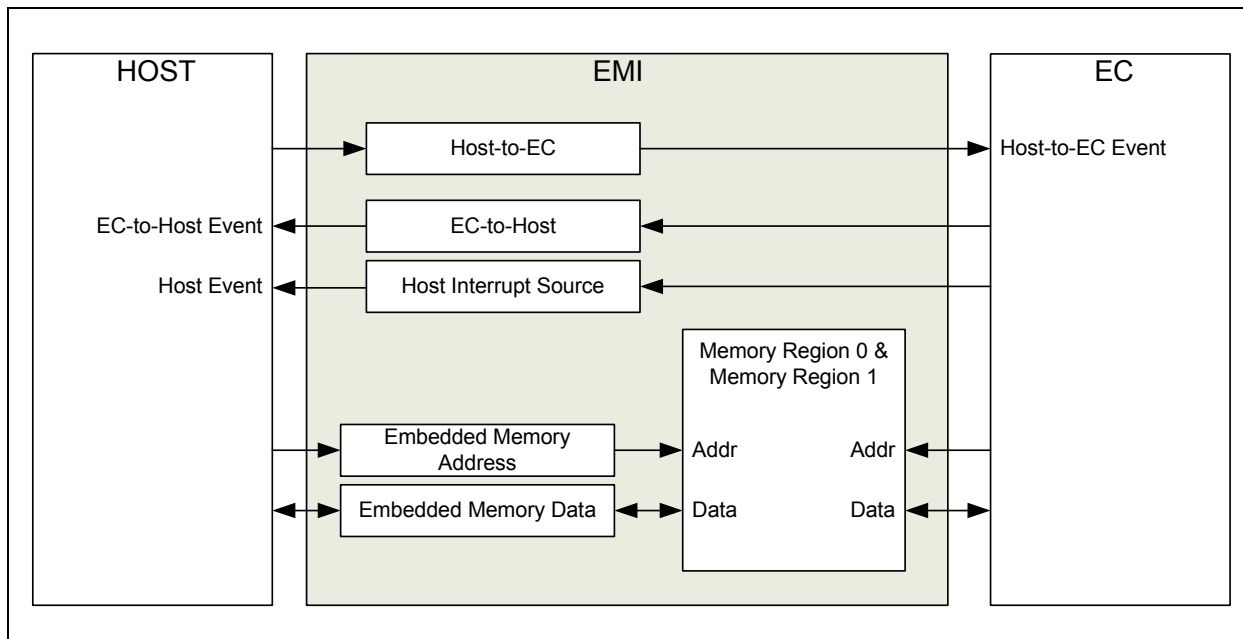 HOST
EMI
EC
Host-to-EC
Host-to-EC Event
EC-to-Host Event
EC-to-Host
Host Event
Host Interrupt Source
Memory Region 0 &
Memory Region 1
Embedded Memory
Address
Addr
Addr
Embedded Memory Data
Data
Data